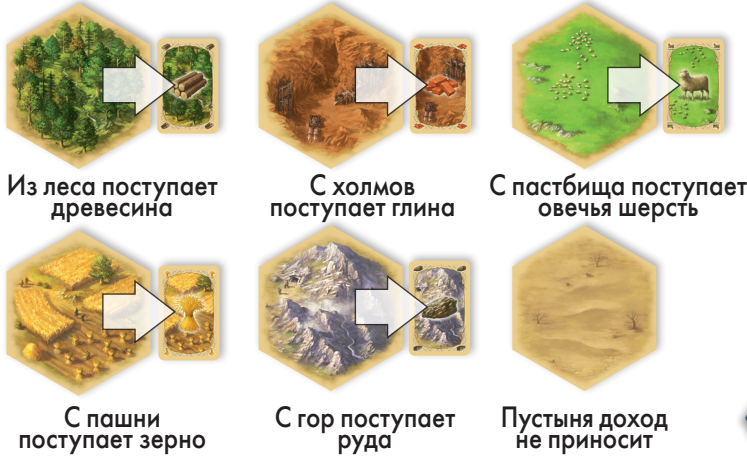 Из леса поступает
древесина
С холмов
поступает глина
С пастбища поступает
овечья шерсть
С пашни
поступает зерно
С гор поступает
руда
Пустыня доход
не приносит